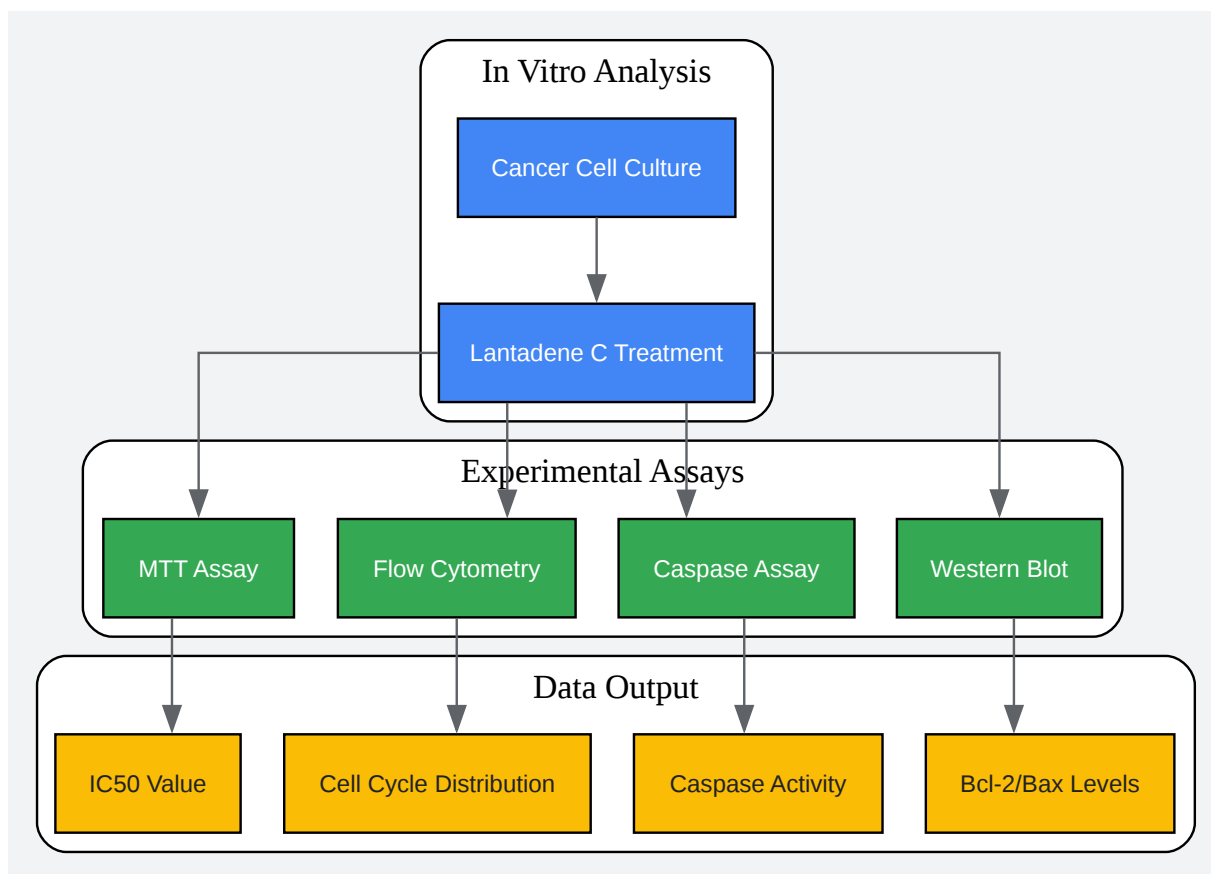 In Vitro Analysis
Cancer Cell Culture
Lantadene C Treatment
Experimental Assays
MTT Assay
Flow Cytometry
Caspase Assay
Western Blot
Data Output
IC50 Value
Cell Cycle Distribution
Caspase Activity
Bcl-2/Bax Levels